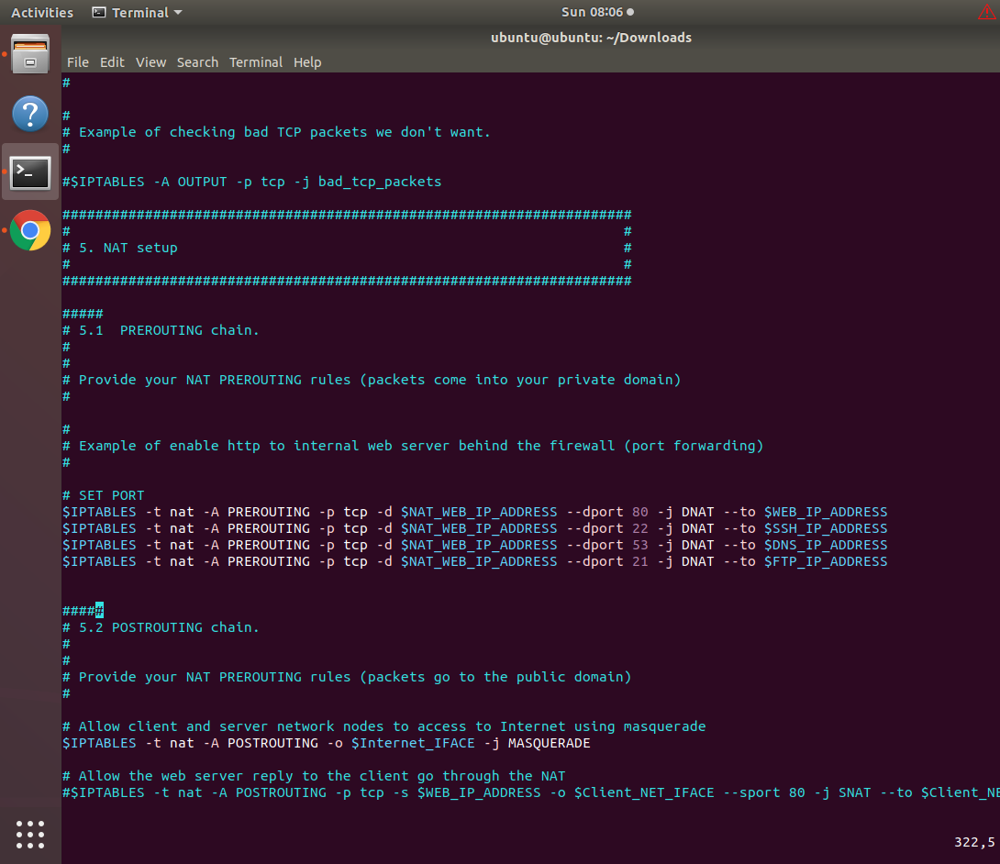 Activities Terminal Sun 08:06
ubuntu@ubuntu: ~/Downloads
File Edit View Search Terminal Help
#
#
# Example of checking bad TCP packets we don't want.
#
#$IPTABLES -A OUTPUT -p tcp -j bad_tcp_packets
#####################################################################
# #
# 5. NAT setup #
# #
#####################################################################
#####
# 5.1  PREROUTING chain.
#
#
# Provide your NAT PREROUTING rules (packets come into your private domain)
#
#
# Example of enable http to internal web server behind the firewall (port forwarding)
#
# SET PORT
$IPTABLES -t nat -A PREROUTING -p tcp -d $NAT_WEB_IP_ADDRESS --dport 80 -j DNAT --to $WEB_IP_ADDRESS
$IPTABLES -t nat -A PREROUTING -p tcp -d $NAT_WEB_IP_ADDRESS --dport 22 -j DNAT --to $SSH_IP_ADDRESS
$IPTABLES -t nat -A PREROUTING -p tcp -d $NAT_WEB_IP_ADDRESS --dport 53 -j DNAT --to $DNS_IP_ADDRESS
$IPTABLES -t nat -A PREROUTING -p tcp -d $NAT_WEB_IP_ADDRESS --dport 21 -j DNAT --to $FTP_IP_ADDRESS
#####
# 5.2 POSTROUTING chain.
#
#
# Provide your NAT PREROUTING rules (packets go to the public domain)
#
# Allow client and server network nodes to access to Internet using masquerade
$IPTABLES -t nat -A POSTROUTING -o $Internet_IFACE -j MASQUERADE
# Allow the web server reply to the client go through the NAT
#$IPTABLES -t nat -A POSTROUTING -p tcp -s $WEB_IP_ADDRESS -o $Client_NET_IFACE --sport 80 -j SNAT --to $Client_NE
322,5